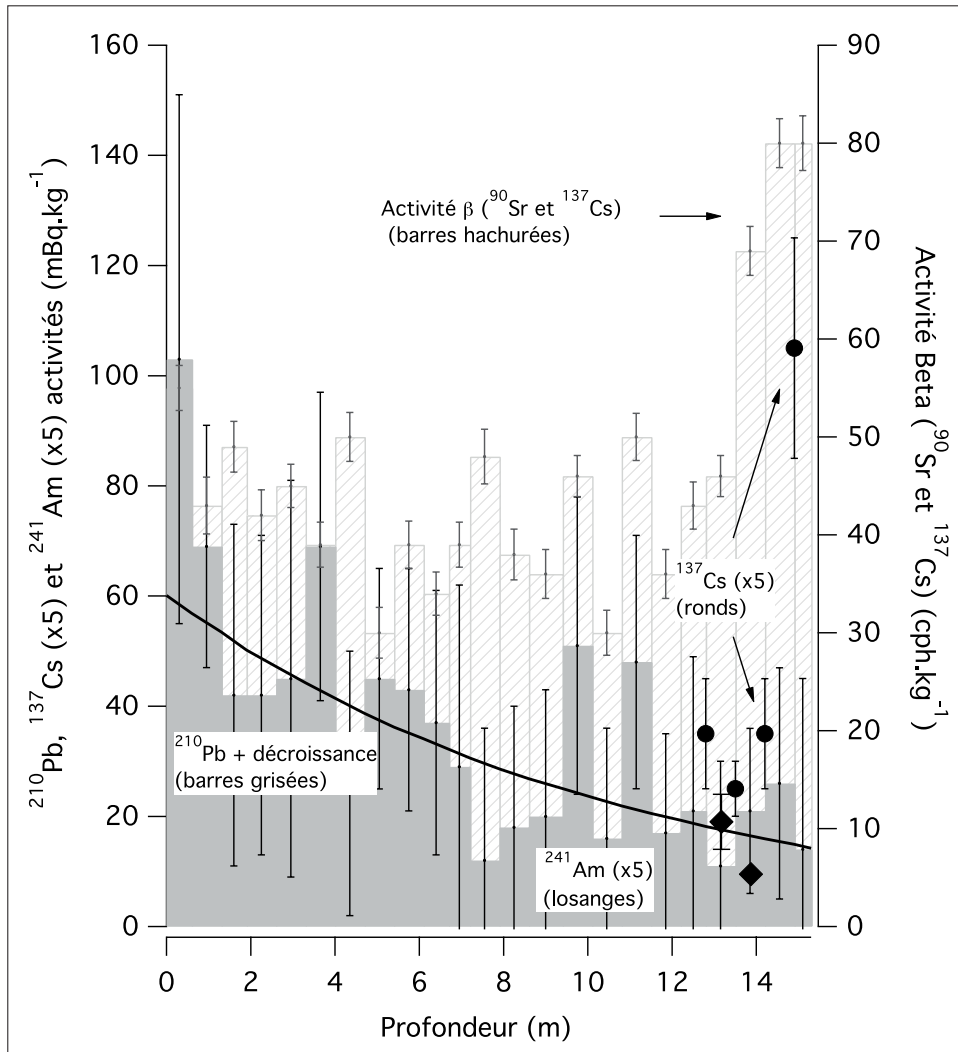 160
140
120
100
80
60
40
20
0
90
80
70
60
50
40
30
20
10
0
0
2
4
6
8
10
12
14
210Pb, 137Cs (x5) et 241Am (x5) activités (mBq.kg-1)
Activité Beta (90Sr et 137Cs) (cph.kg-1)
Profondeur (m)
Activité β (90Sr et 137Cs)
(barres hachurées)
137Cs (x5)
(ronds)
210Pb + décroissance
(barres grisées)
241Am (x5)
(losanges)